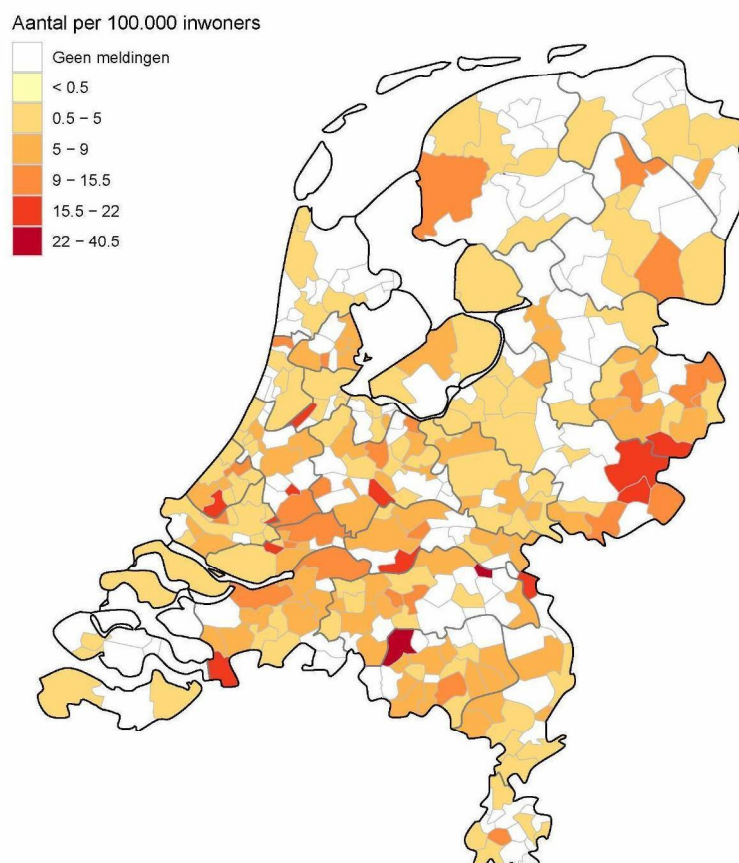 Aantal per 100.000 inwoners
Geen meldingen
< 0.5
0.5 – 5
5 – 9
9 – 15.5
15.5 – 22
22 – 40.5